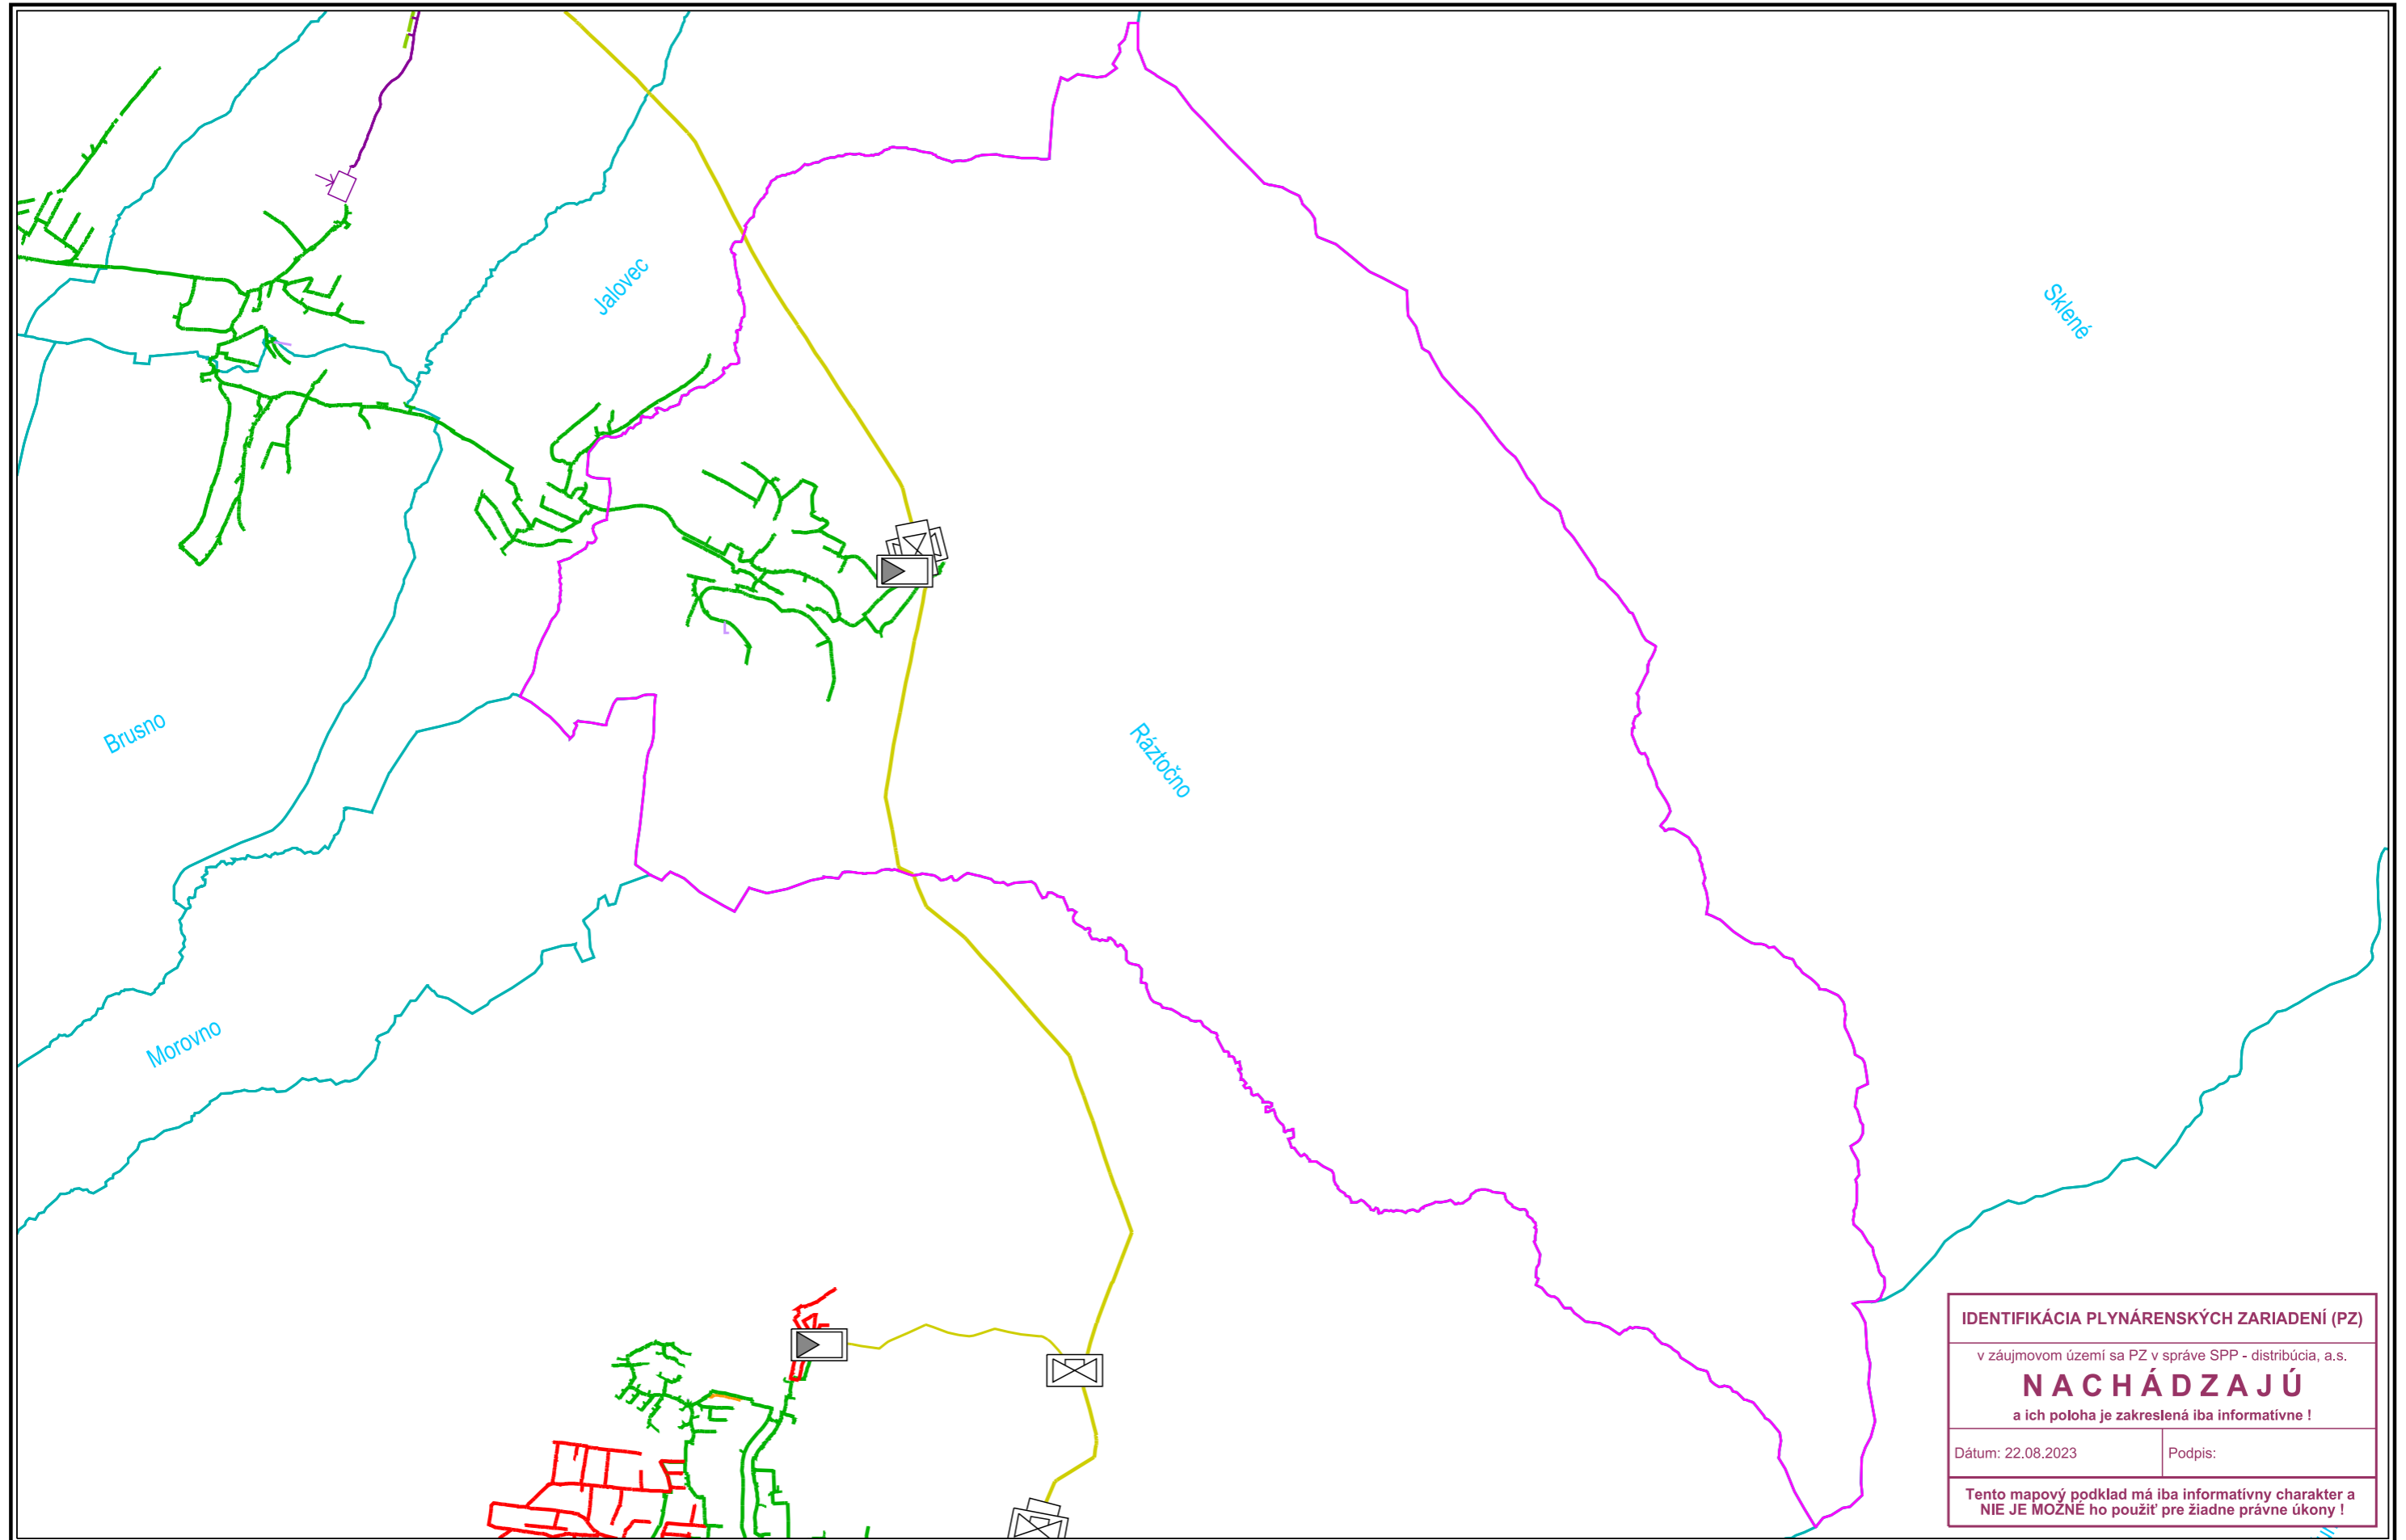 Jalovec
Sklené
Brusno
Ráztočno
Morovno
IDENTIFIKÁCIA PLYNÁRENSKÝCH ZARIADENÍ (PZ)
v záujmovom území sa PZ v správe SPP - distribúcia, a.s.
NACHÁDZAJÚ
a ich poloha je zakreslená iba informatívne !
Dátum: 22.08.2023
Podpis:
Tento mapový podklad má iba informatívny charakter a
NIE JE MOŽNÉ ho použiť pre žiadne právne úkony !